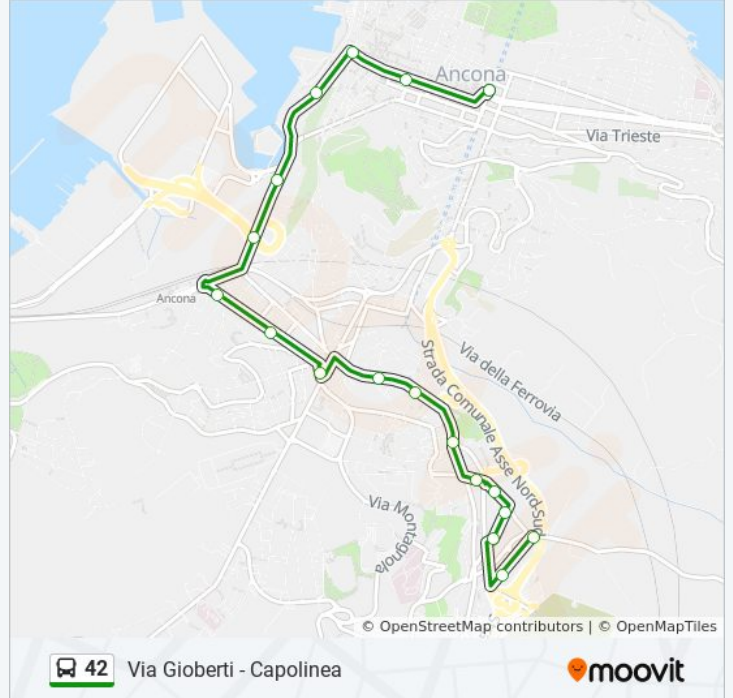 Ancona
Via Trieste
Ancona
Via della Ferrovia
Strada Comunale Asse Nord-Sud
Via Montagnola
© OpenStreetMap contributors | © OpenMapTiles
42 Via Gioberti - Capolinea
moovit